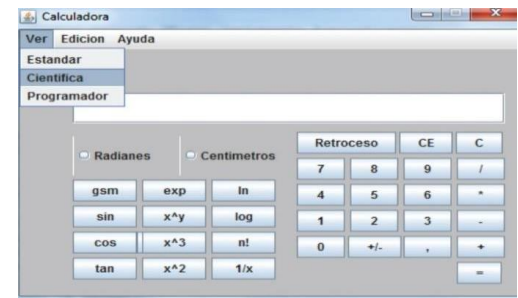 Calculadora
Ver Edicion Ayuda
Estandar
Cientifica
Programador
Radianes Centimetros
Retroceso CE C
7 8 9 /
gsm exp ln
4 5 6 *
sin x^y log
1 2 3 -
cos x^3 n!
0 +/- , +
tan x^2 1/x
=